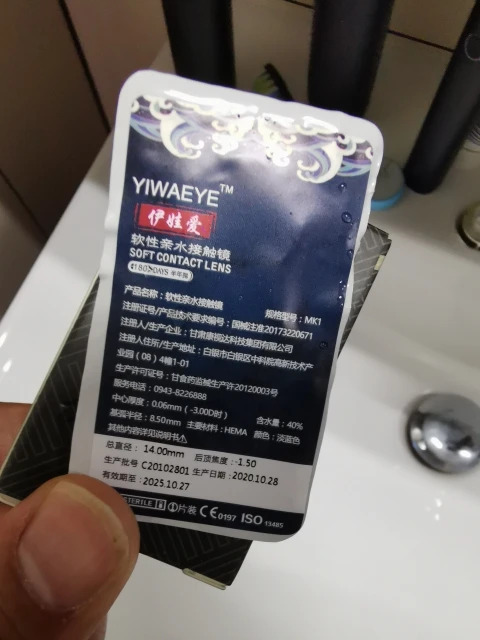 YIWAEYE™
伊娃爱
软性亲水接触镜
SOFT CONTACT LENS
180 DAYS 半年抛
产品名称：软性亲水接触镜 规格型号：MK1
注册证号/产品技术要求编号：国械注准20173220671
注册人/生产企业：甘肃康视达科技集团有限公司
注册人住所/生产地址：白银市白银区中科院高新技术产
业园（08）4幢1-01
生产许可证号：甘食药监械生产许20120003号
服务电话：0943-8226888
中心厚度：0.06mm（-3.00D时） 含水量：40%
基弧半径：8.50mm 主要材料：HEMA 颜色：淡蓝色
其他内容详见说明书
总直径： 14.00mm 后顶焦度：-1.50
生产批号 C20102801 生产日期：2020.10.28
有效期至：2025.10.27
STERILE 1片装 CE0197 ISO 13485